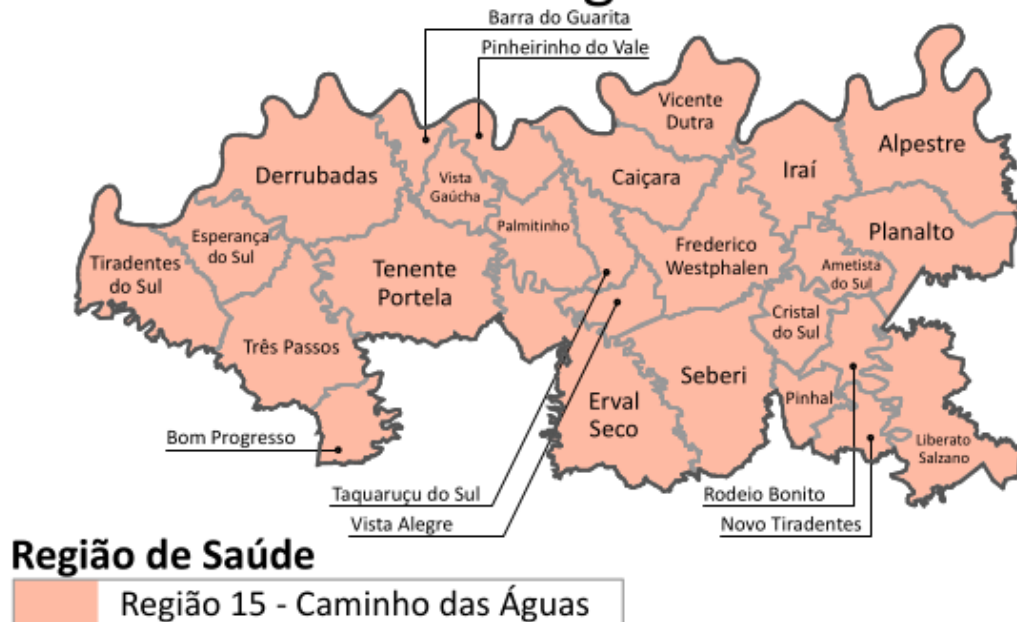 Barra do Guarita
Pinheirinho do Vale
Vicente
Dutra
Alpestre
Derrubadas
Vista
Gaúcha
Caiçara
Iraí
Palmitinho
Planalto
Esperança
do Sul
Frederico
Westphalen
Tiradentes
do Sul
Tenente
Portela
Ametista
do Sul
Cristal
do Sul
Três Passos
Seberi
Erval
Seco
Pinhal
Bom Progresso
Liberato
Salzano
Taquaruçu do Sul
Rodeio Bonito
Vista Alegre
Novo Tiradentes
Região de Saúde
Região 15 - Caminho das Águas